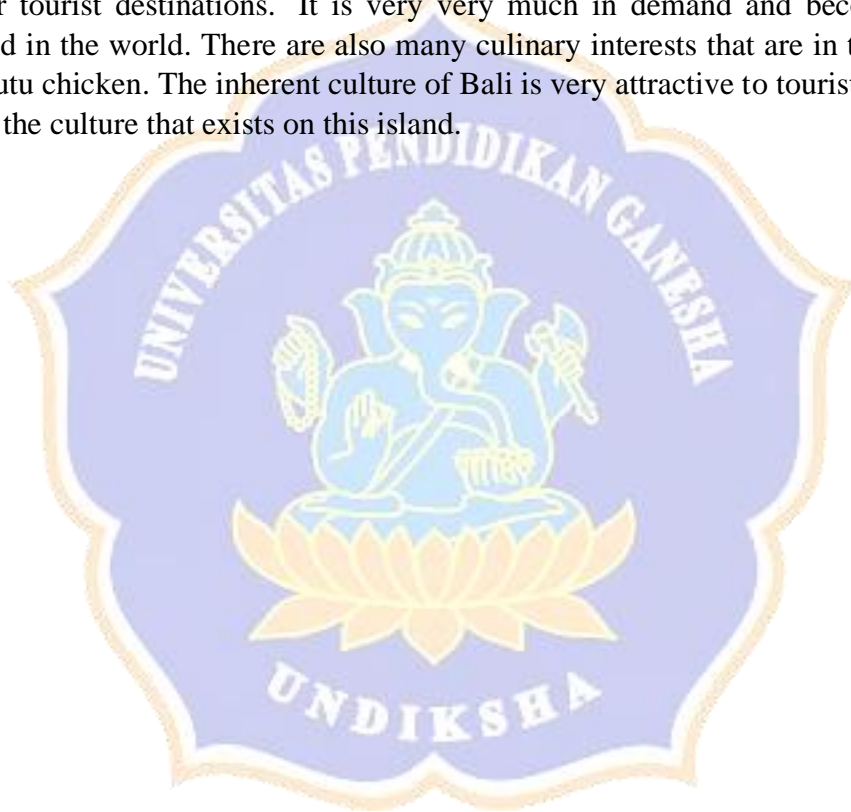 r tourist destinations. It is very very much in demand and beco
d in the world. There are also many culinary interests that are in t
utu chicken. The inherent culture of Bali is very attractive to tourist
the culture that exists on this island.
UNIVERSITAS PENDIDIKAN GANESHA
UNDIKSHA